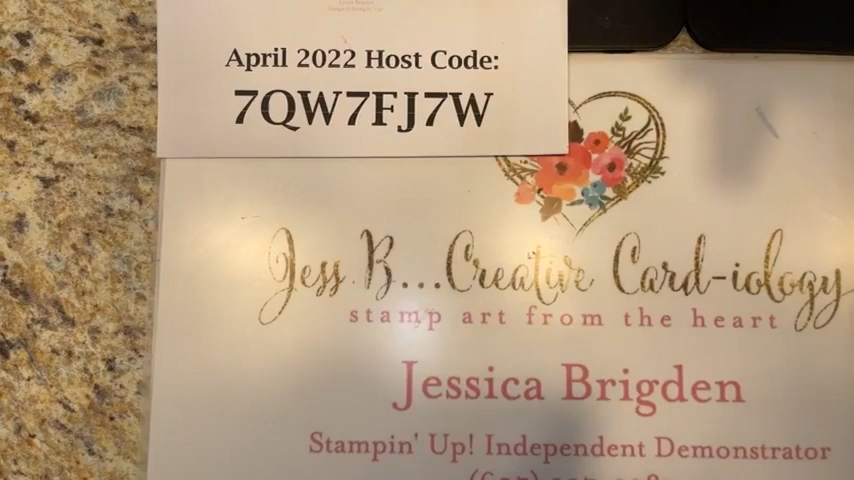 April 2022 Host Code:
7QW7FJ7W
Jess B...Creative Card-iology
stamp art from the heart
Jessica Brigden
Stampin' Up! Independent Demonstrator